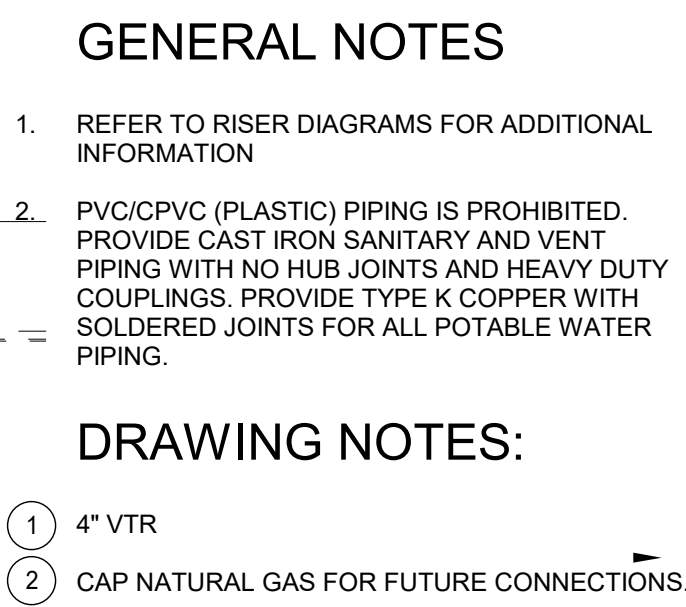 GENERAL NOTES
1. REFER TO RISER DIAGRAMS FOR ADDITIONAL
INFORMATION
2. PVC/CPVC (PLASTIC) PIPING IS PROHIBITED.
PROVIDE CAST IRON SANITARY AND VENT
PIPING WITH NO HUB JOINTS AND HEAVY DUTY
COUPLINGS. PROVIDE TYPE K COPPER WITH
SOLDERED JOINTS FOR ALL POTABLE WATER
PIPING.
DRAWING NOTES:
1 4" VTR
2 CAP NATURAL GAS FOR FUTURE CONNECTIONS.